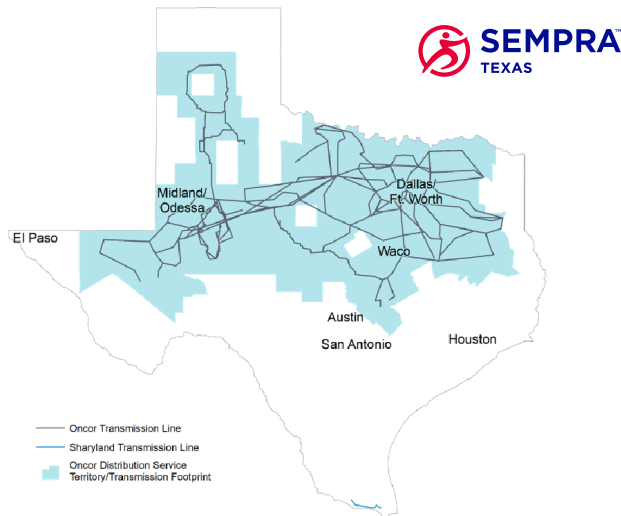 SEMPRA™
TEXAS
Midland/
Odessa
Dallas/
Ft. Worth
El Paso
Waco
Austin
San Antonio
Houston
Oncor Transmission Line
Sharyland Transmission Line
Oncor Distribution Service
Territory/Transmission Footprint